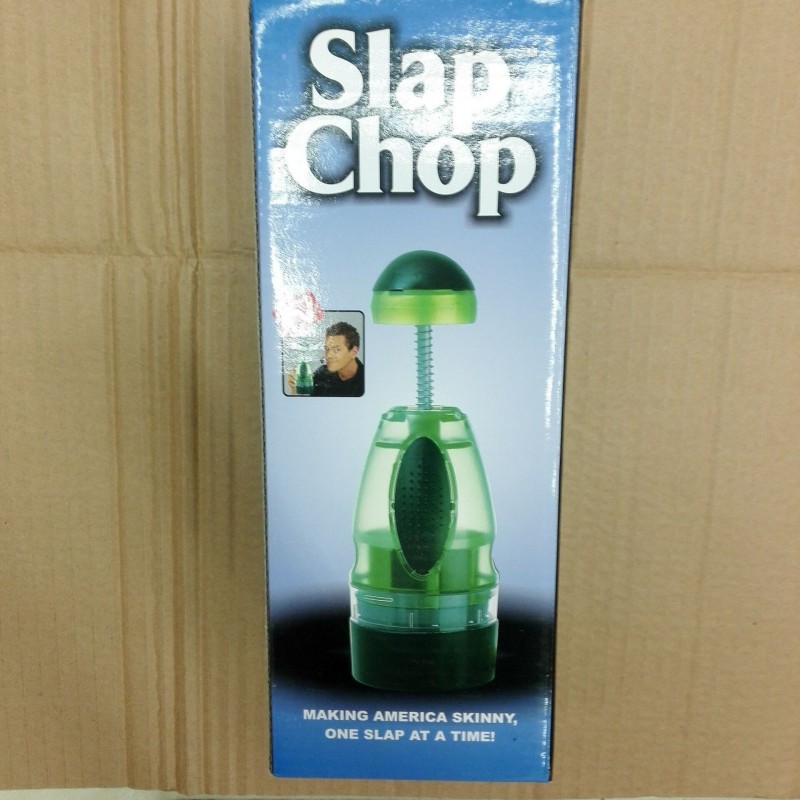 Slap
Chop
MAKING AMERICA SKINNY,
ONE SLAP AT A TIME!